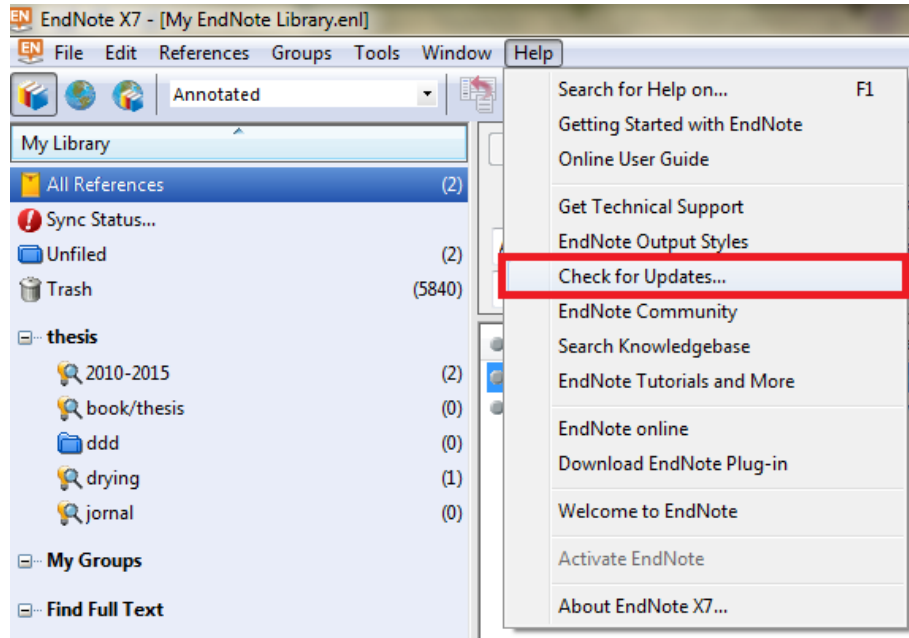 EndNote X7 - [My EndNote Library.enl]
File Edit References Groups Tools Window Help
Annotated
My Library
All References (2)
Sync Status...
Unfiled (2)
Trash (5840)
thesis
2010-2015 (2)
book/thesis (0)
ddd (0)
drying (1)
jornal (0)
My Groups
Find Full Text
Search for Help on... F1
Getting Started with EndNote
Online User Guide
Get Technical Support
EndNote Output Styles
Check for Updates...
EndNote Community
Search Knowledgebase
EndNote Tutorials and More
EndNote online
Download EndNote Plug-in
Welcome to EndNote
Activate EndNote
About EndNote X7...